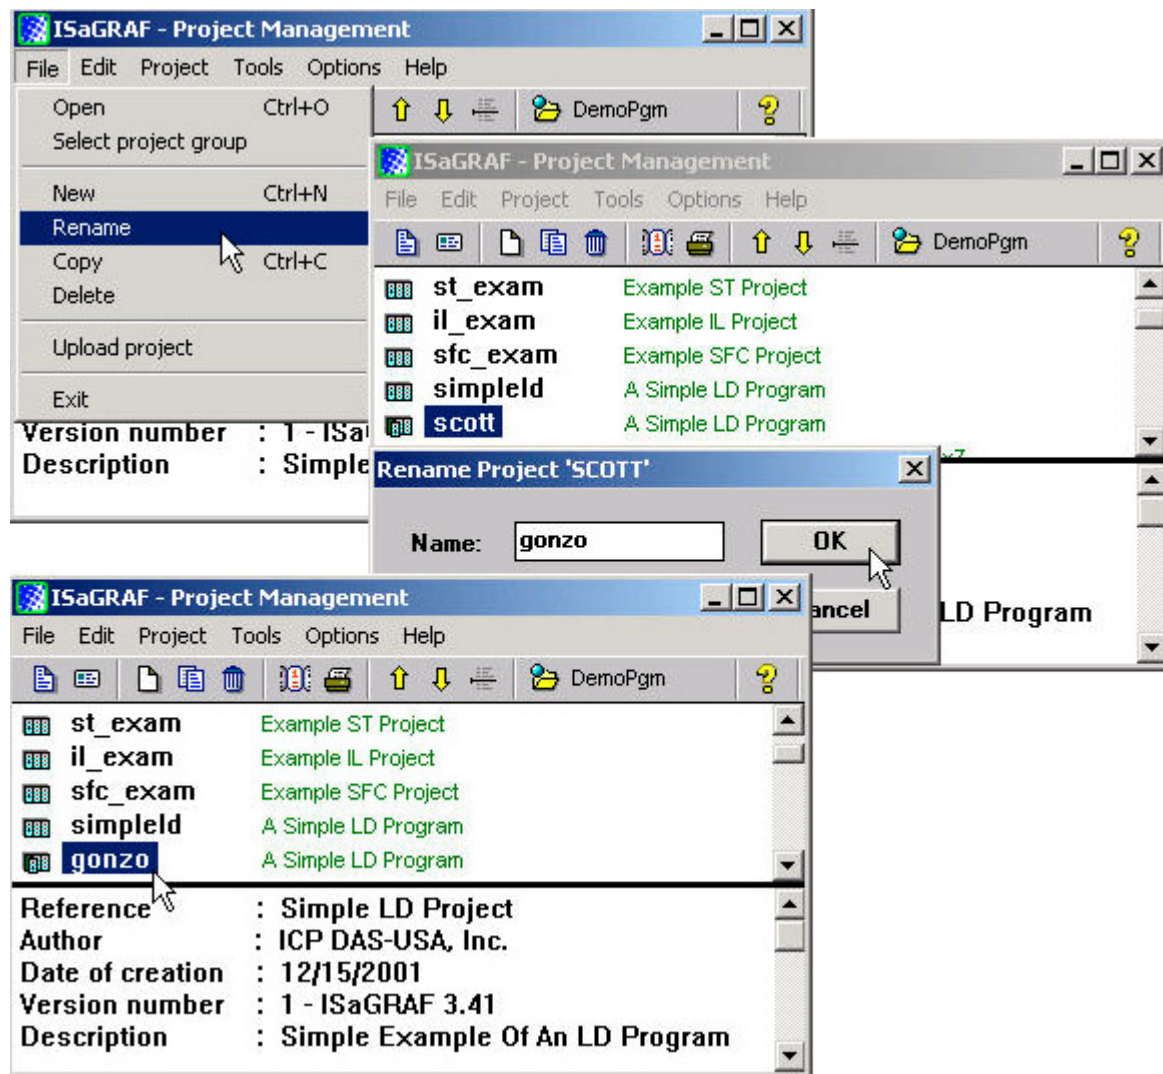 ISaGRAF - Project Management
File Edit Project Tools Options Help
Open Ctrl+O
Select project group
New Ctrl+N
Rename
Copy Ctrl+C
Delete
Upload project
Exit
DemoPgm
Version number : 1 - ISa
Description : Simple
ISaGRAF - Project Management
File Edit Project Tools Options Help
DemoPgm
st_exam Example ST Project
il_exam Example IL Project
sfc_exam Example SFC Project
simpleld A Simple LD Program
scott A Simple LD Program
Rename Project 'SCOTT'
Name: gonzo OK
ancel
LD Program
ISaGRAF - Project Management
File Edit Project Tools Options Help
DemoPgm
st_exam Example ST Project
il_exam Example IL Project
sfc_exam Example SFC Project
simpleld A Simple LD Program
gonzo A Simple LD Program
Reference : Simple LD Project
Author : ICP DAS-USA, Inc.
Date of creation : 12/15/2001
Version number : 1 - ISaGRAF 3.41
Description : Simple Example Of An LD Program